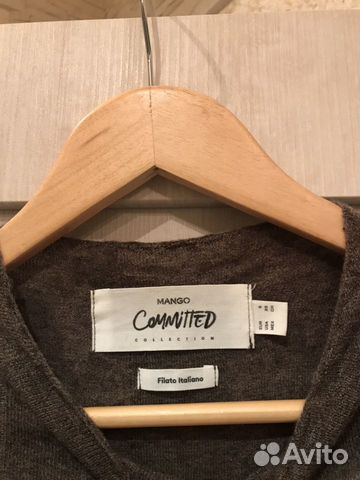 MANGO
COMMITTED
COLLECTION
Filato Italiano
Avito